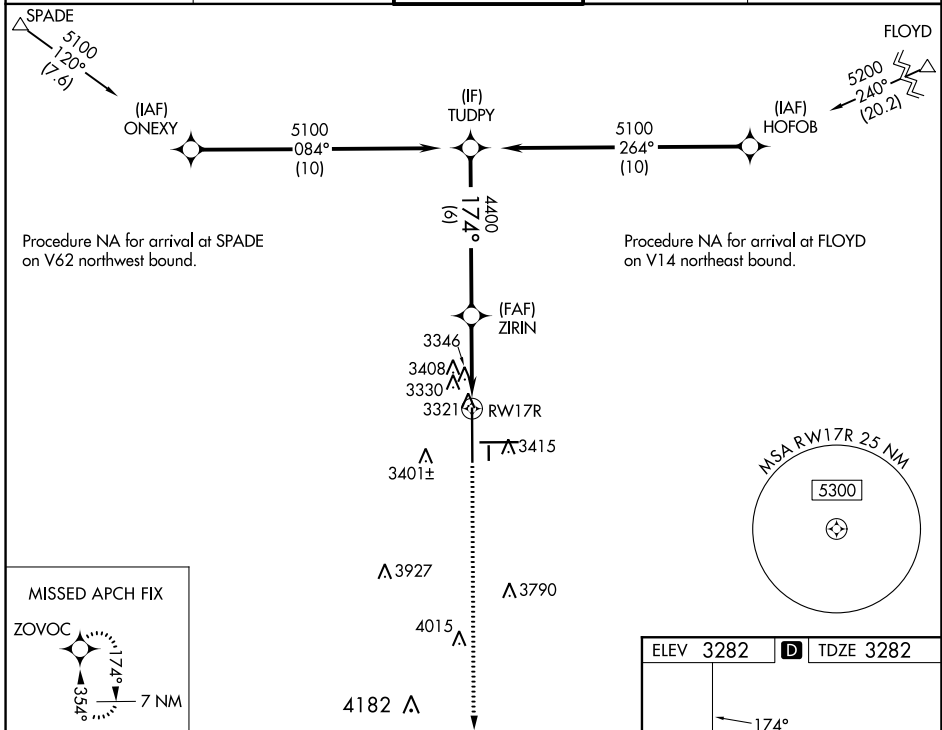 SPADE
5100
120°
(7.6)
FLOYD
5200
240°
(20.2)
(IAF)
ONEXY
5100
084°
(10)
(IF)
TUDPY
5100
264°
(10)
(IAF)
HOFOB
4400
174°
(6)
Procedure NA for arrival at SPADE
on V62 northwest bound.
Procedure NA for arrival at FLOYD
on V14 northeast bound.
(FAF)
ZIRIN
3346
3408
3330
3321
RW17R
3415
3401±
MSA RW17R 25 NM
5300
3927
3790
4015
4182
MISSED APCH FIX
ZOVOC
174°
354°
7 NM
ELEV 3282
D
TDZE 3282
174°